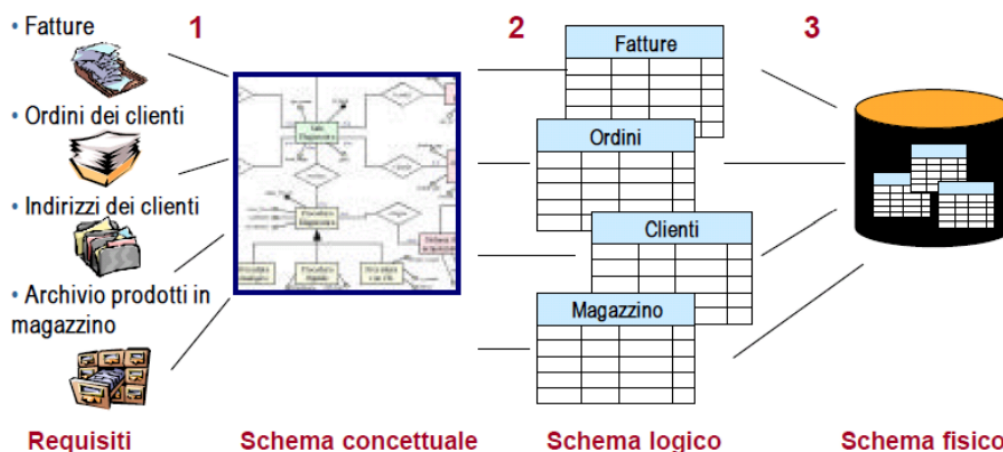 • Fatture
1
2
3
Fatture
• Ordini dei clienti
Ordini
• Indirizzi dei clienti
Clienti
• Archivio prodotti in
magazzino
Magazzino
Requisiti
Schema concettuale
Schema logico
Schema fisico